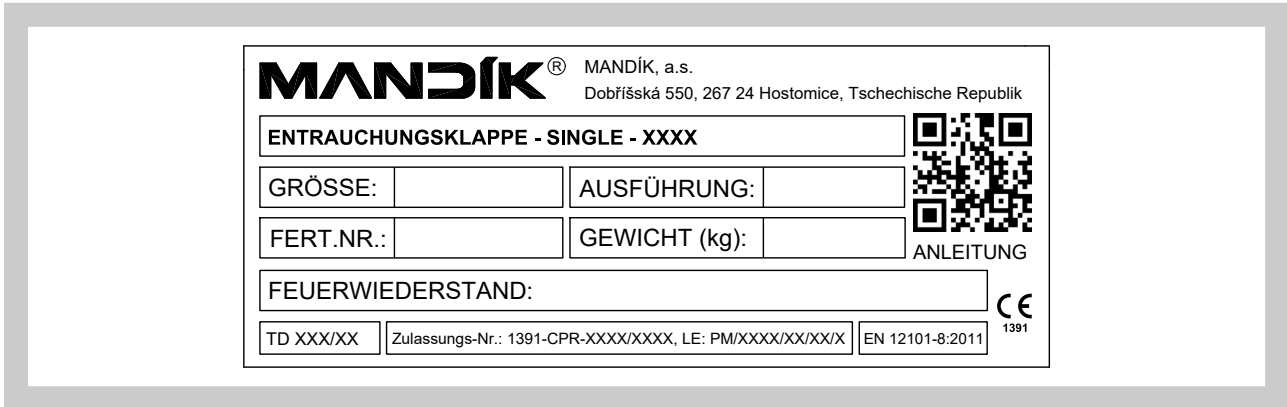 MANDÍK® MANDÍK, a.s.
Dobříšská 550, 267 24 Hostomice, Tschechische Republik
ENTRAUCHUNGSKLAPPE - SINGLE - XXXX
GRÖSSE: AUSFÜHRUNG:
FERT.NR.: GEWICHT (kg):
ANLEITUNG
FEUERWIEDERSTAND:
CE
1391
TD XXX/XX Zulassungs-Nr.: 1391-CPR-XXXX/XXXX, LE: PM/XXXX/XX/XX/X EN 12101-8:2011